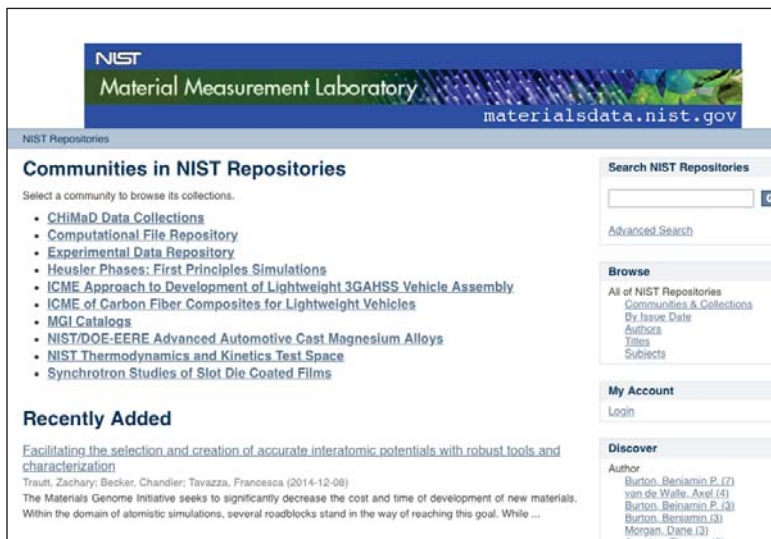 NIST
Material Measurement Laboratory
materialsdata.nist.gov
NIST Repositories
Communities in NIST Repositories
Select a community to browse its collections.
CHiMaD Data Collections
Computational File Repository
Experimental Data Repository
Heusler Phases: First Principles Simulations
ICME Approach to Development of Lightweight 3GAHSS Vehicle Assembly
ICME of Carbon Fiber Composites for Lightweight Vehicles
MGI Catalogs
NIST/DOE-EERE Advanced Automotive Cast Magnesium Alloys
NIST Thermodynamics and Kinetics Test Space
Synchrotron Studies of Slot Die Coated Films
Recently Added
Facilitating the selection and creation of accurate interatomic potentials with robust tools and
characterization
Trautt, Zachary; Becker, Chandler; Tavazza, Francesca (2014-12-08)
The Materials Genome Initiative seeks to significantly decrease the cost and time of development of new materials.
Within the domain of atomistic simulations, several roadblocks stand in the way of reaching this goal. While ...
Search NIST Repositories
Advanced Search
Browse
All of NIST Repositories
Communities & Collections
By Issue Date
Authors
Titles
Subjects
My Account
Login
Discover
Author
Burton, Benjamin P. (7)
van de Walle, Axel (4)
Burton, Beinamin P. (3)
Burton, Benjamin (3)
Morgan, Dane (3)